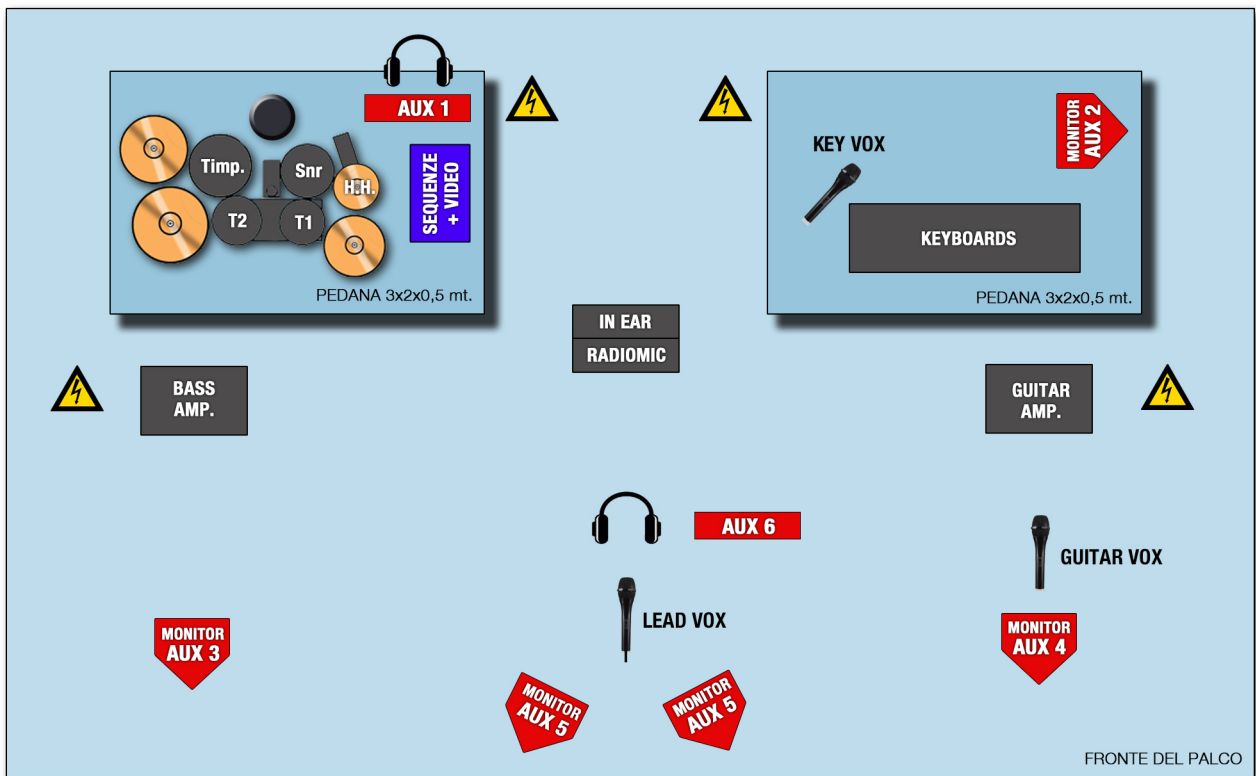 AUX 1
Timp.
Snr
H.H.
T2
T1
SEQUENZE
+ VIDEO
PEDANA 3x2x0,5 mt.
MONITOR
AUX 2
KEY VOX
KEYBOARDS
PEDANA 3x2x0,5 mt.
IN EAR
RADIOMIC
BASS
AMP.
GUITAR
AMP.
AUX 6
GUITAR VOX
LEAD VOX
MONITOR
AUX 3
MONITOR
AUX 5
MONITOR
AUX 5
MONITOR
AUX 4
FRONTE DEL PALCO